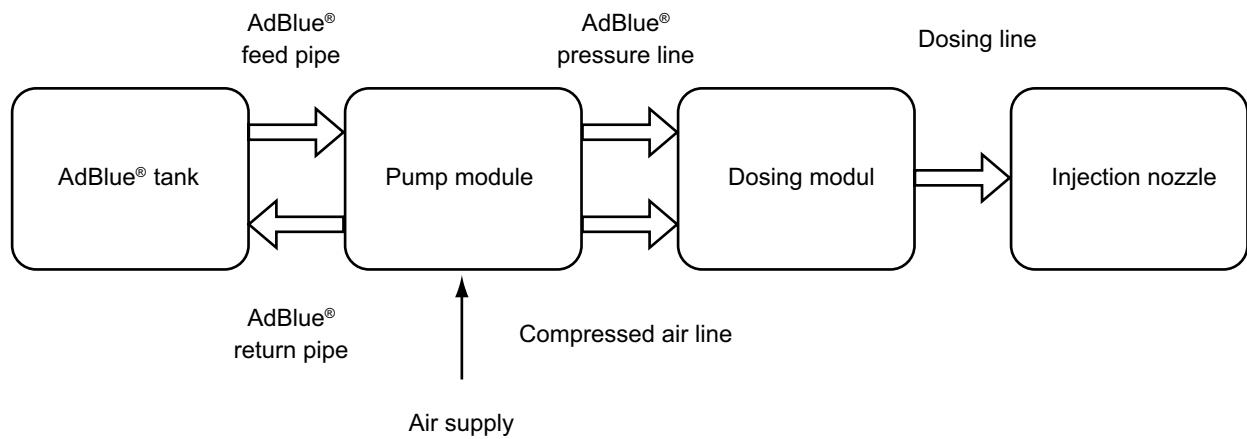 AdBlue®
feed pipe
AdBlue®
pressure line
Dosing line
AdBlue® tank
Pump module
Dosing modul
Injection nozzle
AdBlue®
return pipe
Compressed air line
Air supply